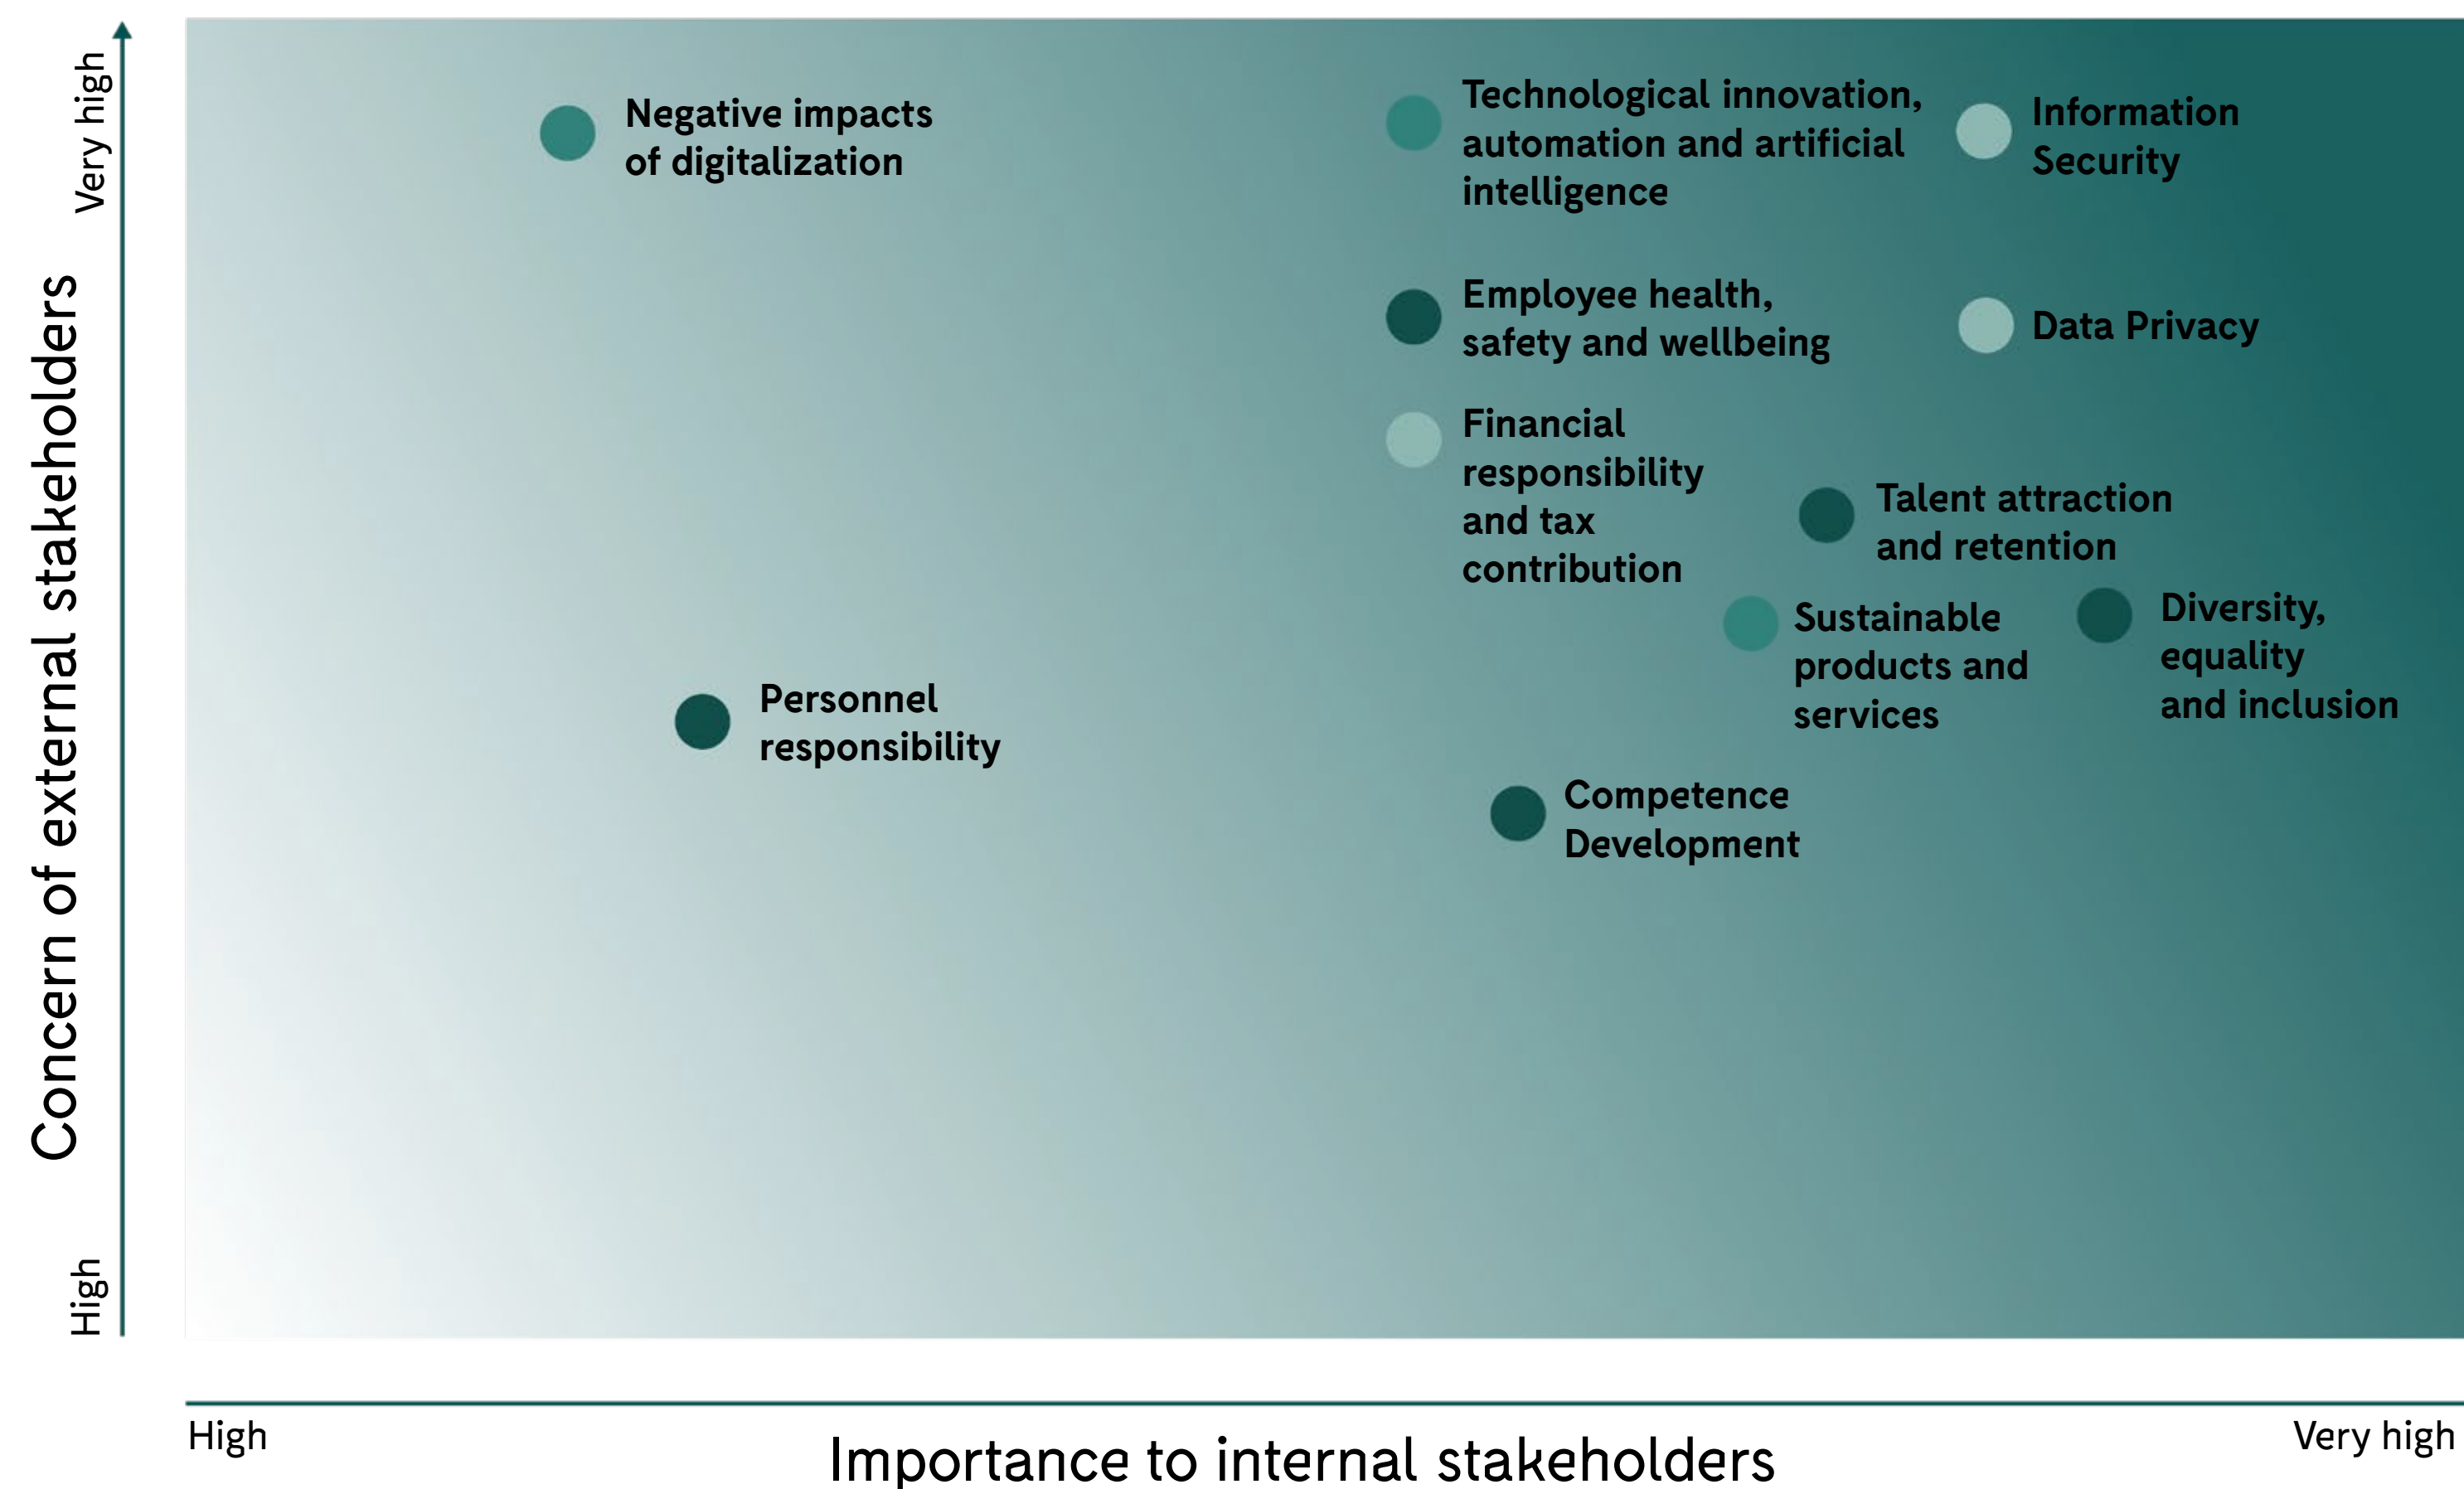 Very high
Concern of external stakeholders
High
Negative impacts
of digitalization
Technological innovation,
automation and artificial
intelligence
Information
Security
Employee health,
safety and wellbeing
Data Privacy
Financial
responsibility
and tax
contribution
Talent attraction
and retention
Sustainable
products and
services
Diversity,
equality
and inclusion
Personnel
responsibility
Competence
Development
High
Importance to internal stakeholders
Very high